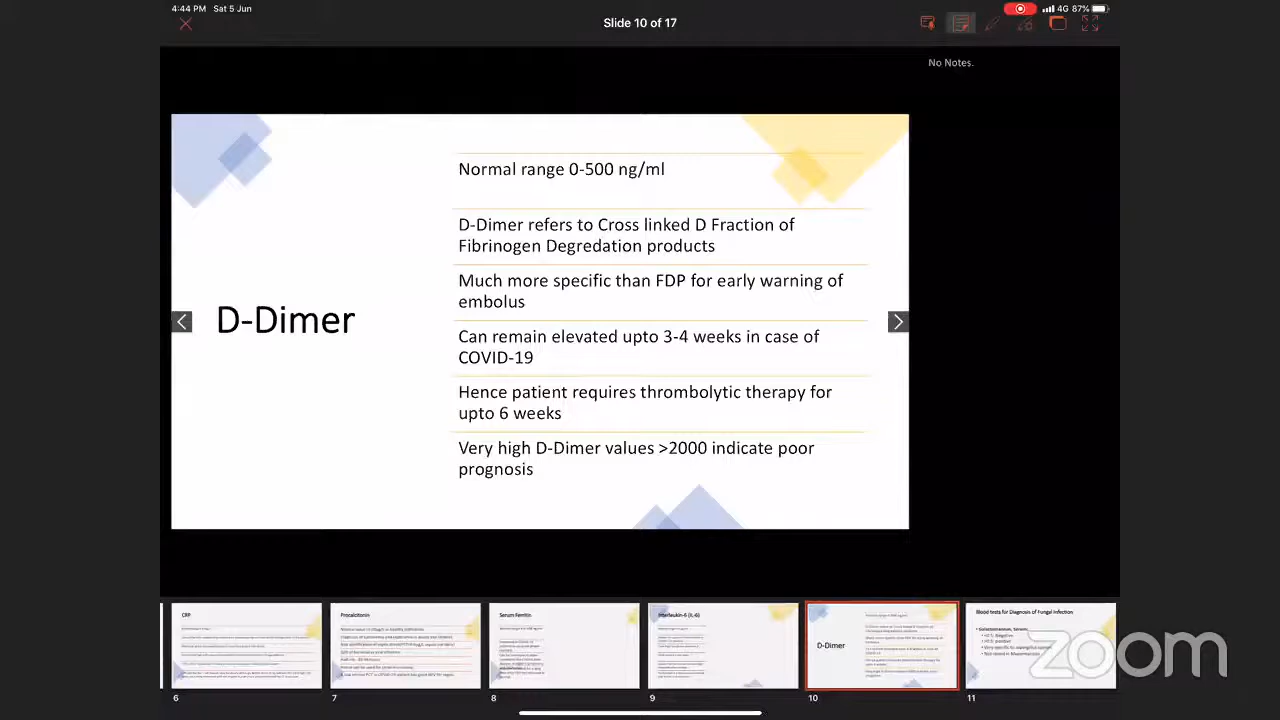 4:44 PM Sat 5 Jun
4G 87%
Slide 10 of 17
No Notes.
Normal range 0-500 ng/ml
D-Dimer refers to Cross linked D Fraction of
Fibrinogen Degredation products
Much more specific than FDP for early warning of
embolus
D-Dimer
Can remain elevated upto 3-4 weeks in case of
COVID-19
Hence patient requires thrombolytic therapy for
upto 6 weeks
Very high D-Dimer values >2000 indicate poor
prognosis
CRP
Procalcitonin
Serum Ferritin
Interleukin-6 (IL-6)
D-Dimer
Blood tests for Diagnosis of Fungal Infection
zoom
6
7
8
9
10
11